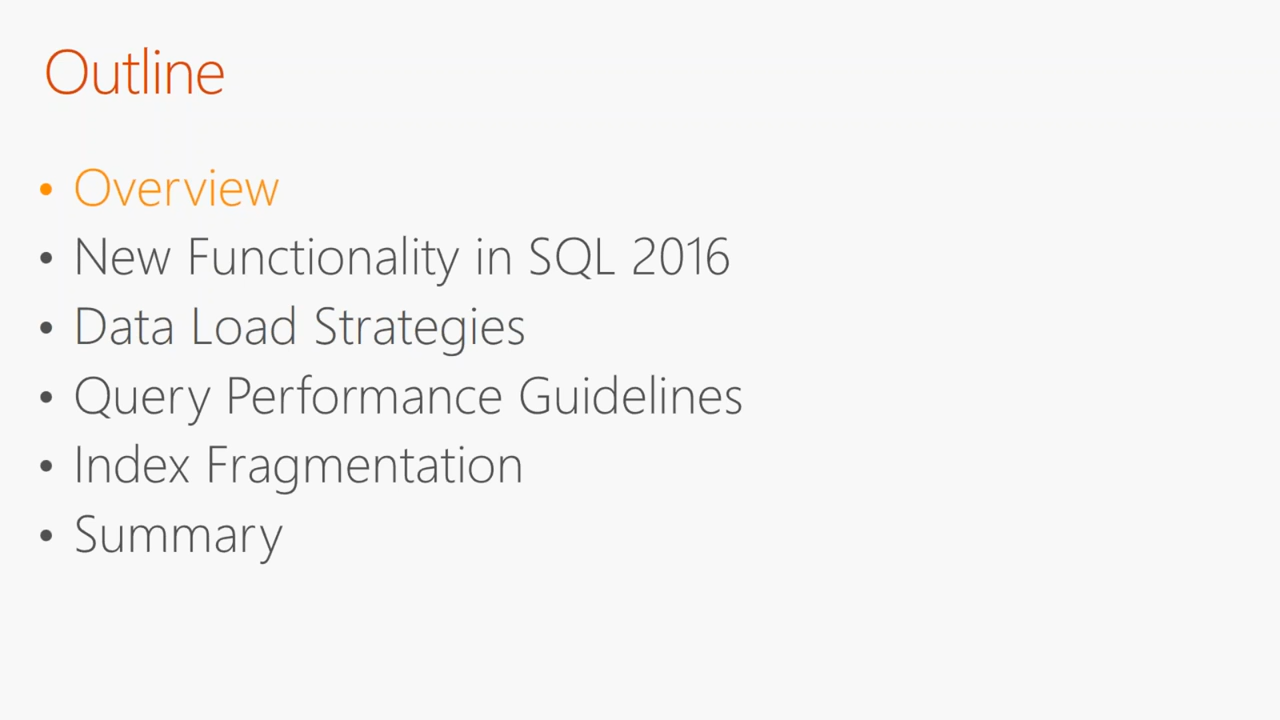 Outline
• Overview
• New Functionality in SQL 2016
• Data Load Strategies
• Query Performance Guidelines
• Index Fragmentation
• Summary